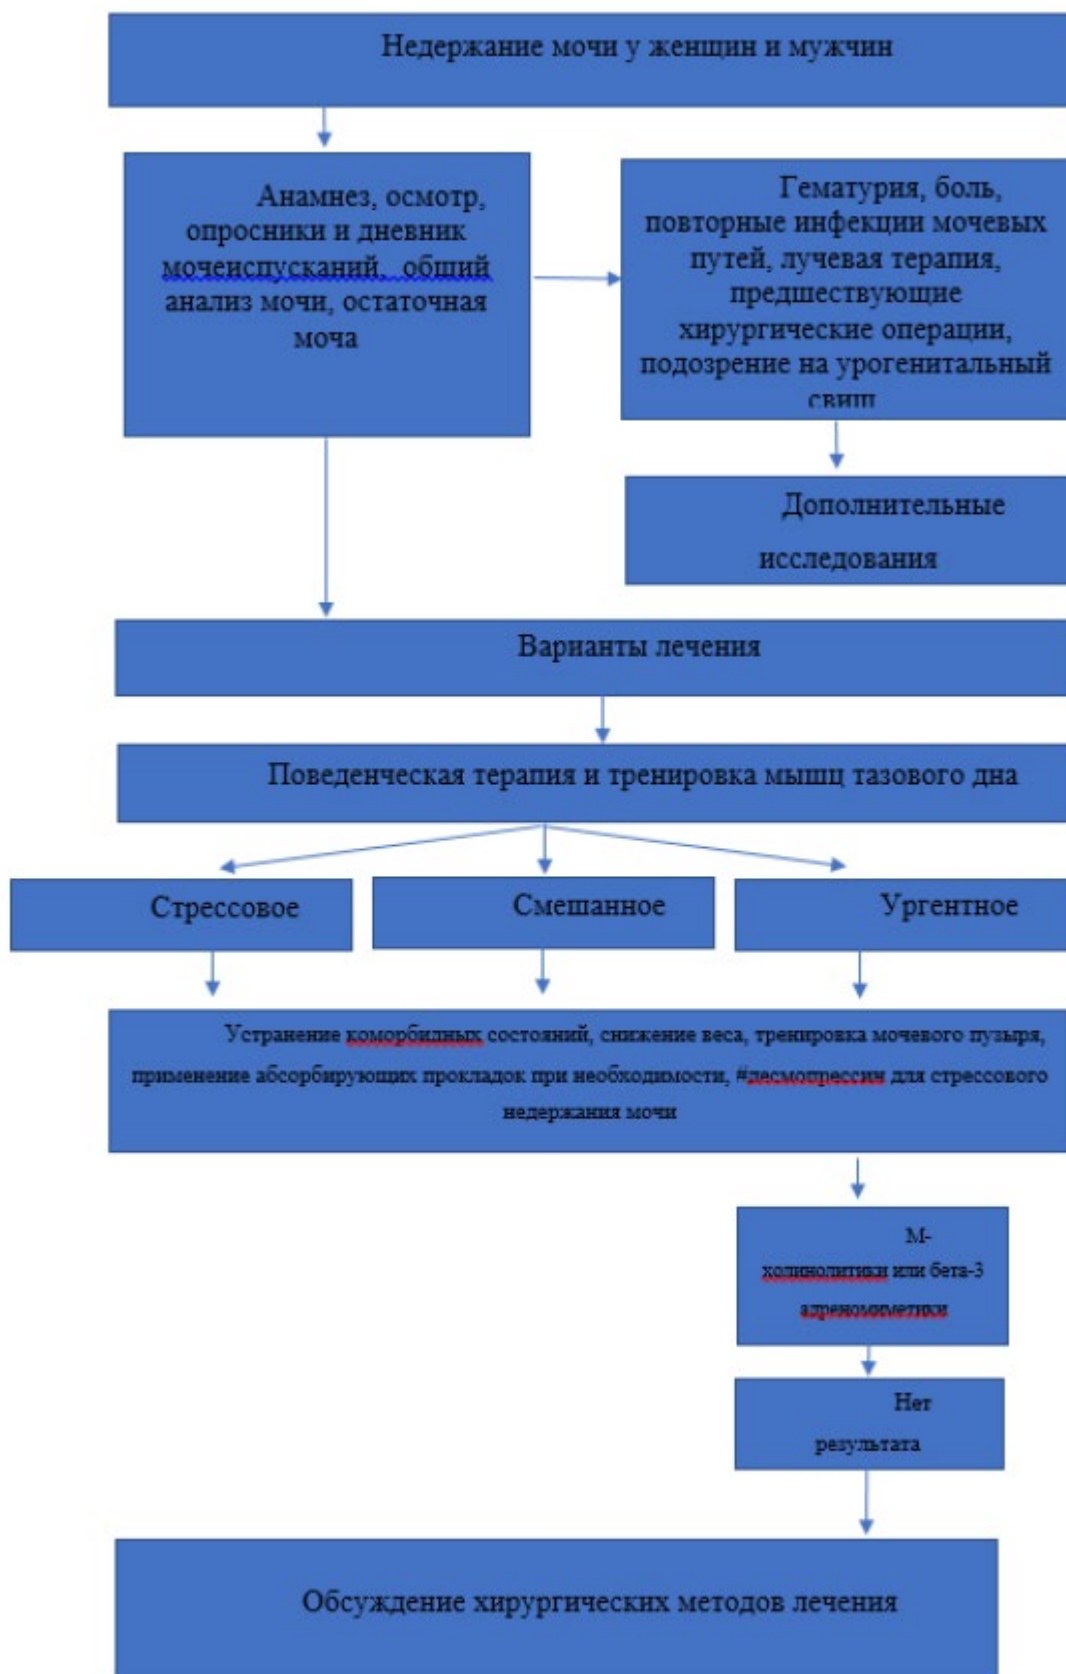 Недержание мочи у женщин и мужчин
Анамнез, осмотр,
опросники и дневник
мочеиспусканий, общий
анализ мочи, остаточная
моча
Гематурия, боль,
повторные инфекции мочевых
путей, лучевая терапия,
предшествующие
хирургические операции,
подозрение на урогенитальный
свищ
Дополнительные
исследования
Варианты лечения
Поведенческая терапия и тренировка мышц тазового дна
Стрессовое
Смешанное
Ургентное
Устранение коморбидных состояний, снижение веса, тренировка мочевого пузыря,
применение абсорбирующих прокладок при необходимости, #десмопрессин для стрессового
недержания мочи
М-
холинолитики или бета-3
адреномиметики
Нет
результата
Обсуждение хирургических методов лечения